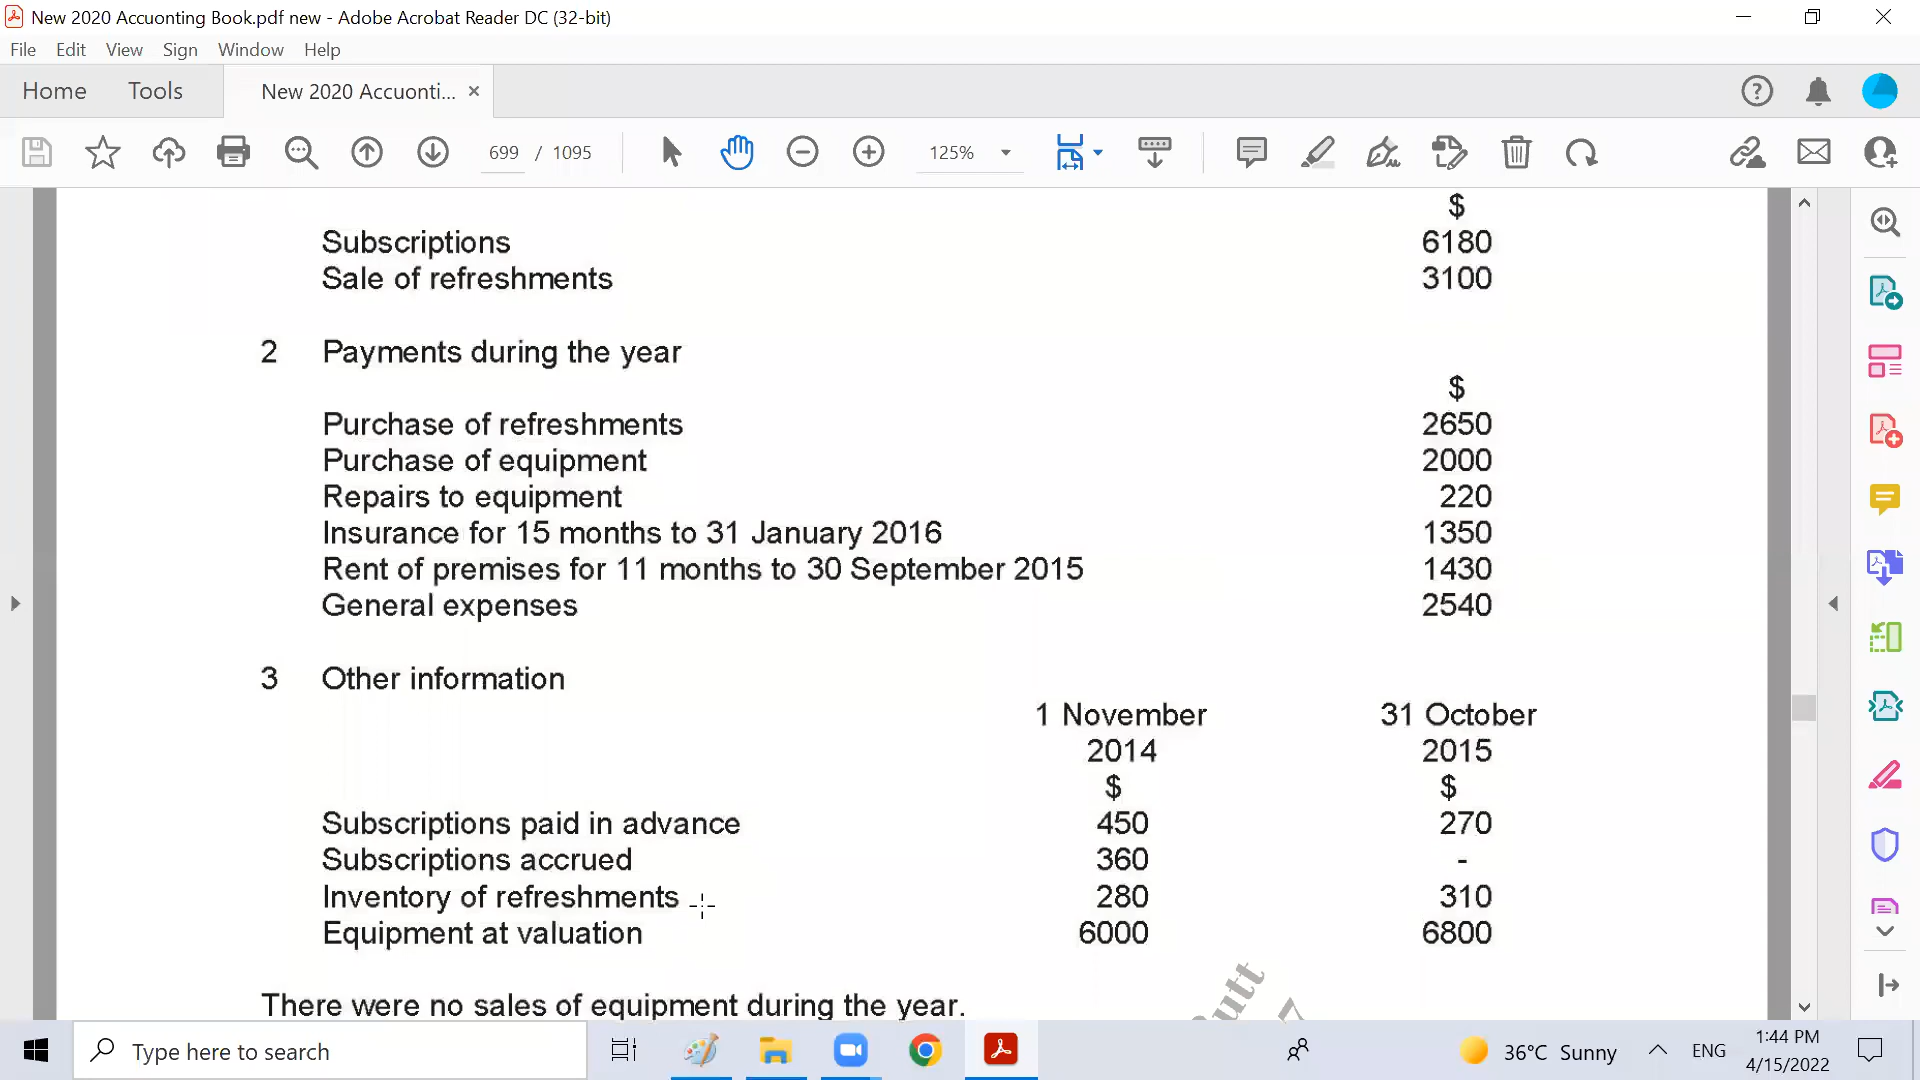 New 2020 Accuonting Book.pdf new - Adobe Acrobat Reader DC (32-bit)
File Edit View Sign Window Help
Home Tools New 2020 Accuonti... ×
699 / 1095 125%
$
Subscriptions 6180
Sale of refreshments 3100
2 Payments during the year
$
Purchase of refreshments 2650
Purchase of equipment 2000
Repairs to equipment 220
Insurance for 15 months to 31 January 2016 1350
Rent of premises for 11 months to 30 September 2015 1430
General expenses 2540
3 Other information
1 November 31 October
2014 2015
$ $
Subscriptions paid in advance 450 270
Subscriptions accrued 360 -
Inventory of refreshments 280 310
Equipment at valuation 6000 6800
There were no sales of equipment during the year.
Type here to search
36°C Sunny
ENG
1:44 PM
4/15/2022